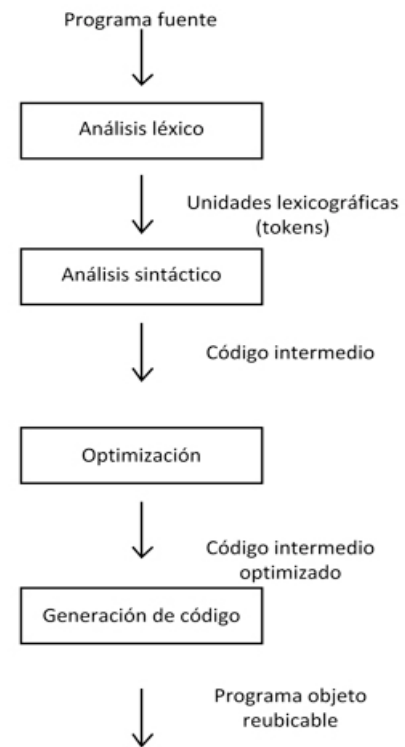 Programa fuente
Análisis léxico
Unidades lexicográficas
(tokens)
Análisis sintáctico
Código intermedio
Optimización
Código intermedio
optimizado
Generación de código
Programa objeto
reubicable